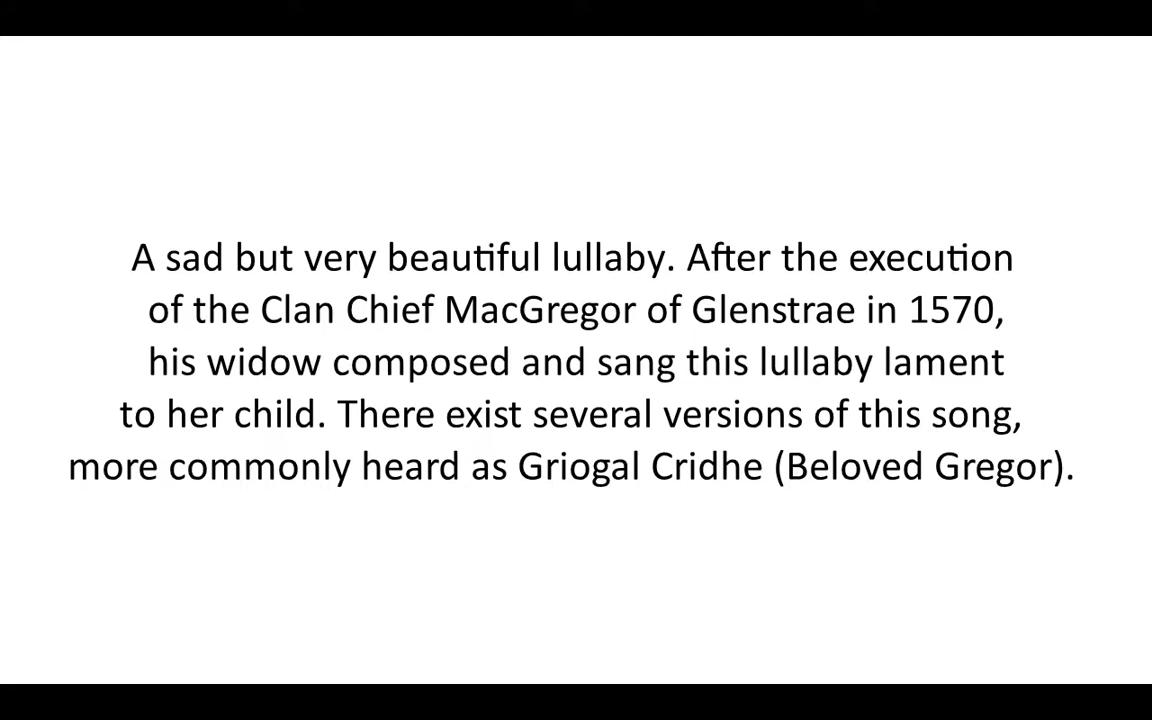 A sad but very beautiful lullaby. After the execution
of the Clan Chief MacGregor of Glenstrae in 1570,
his widow composed and sang this lullaby lament
to her child. There exist several versions of this song,
more commonly heard as Griogal Cridhe (Beloved Gregor).